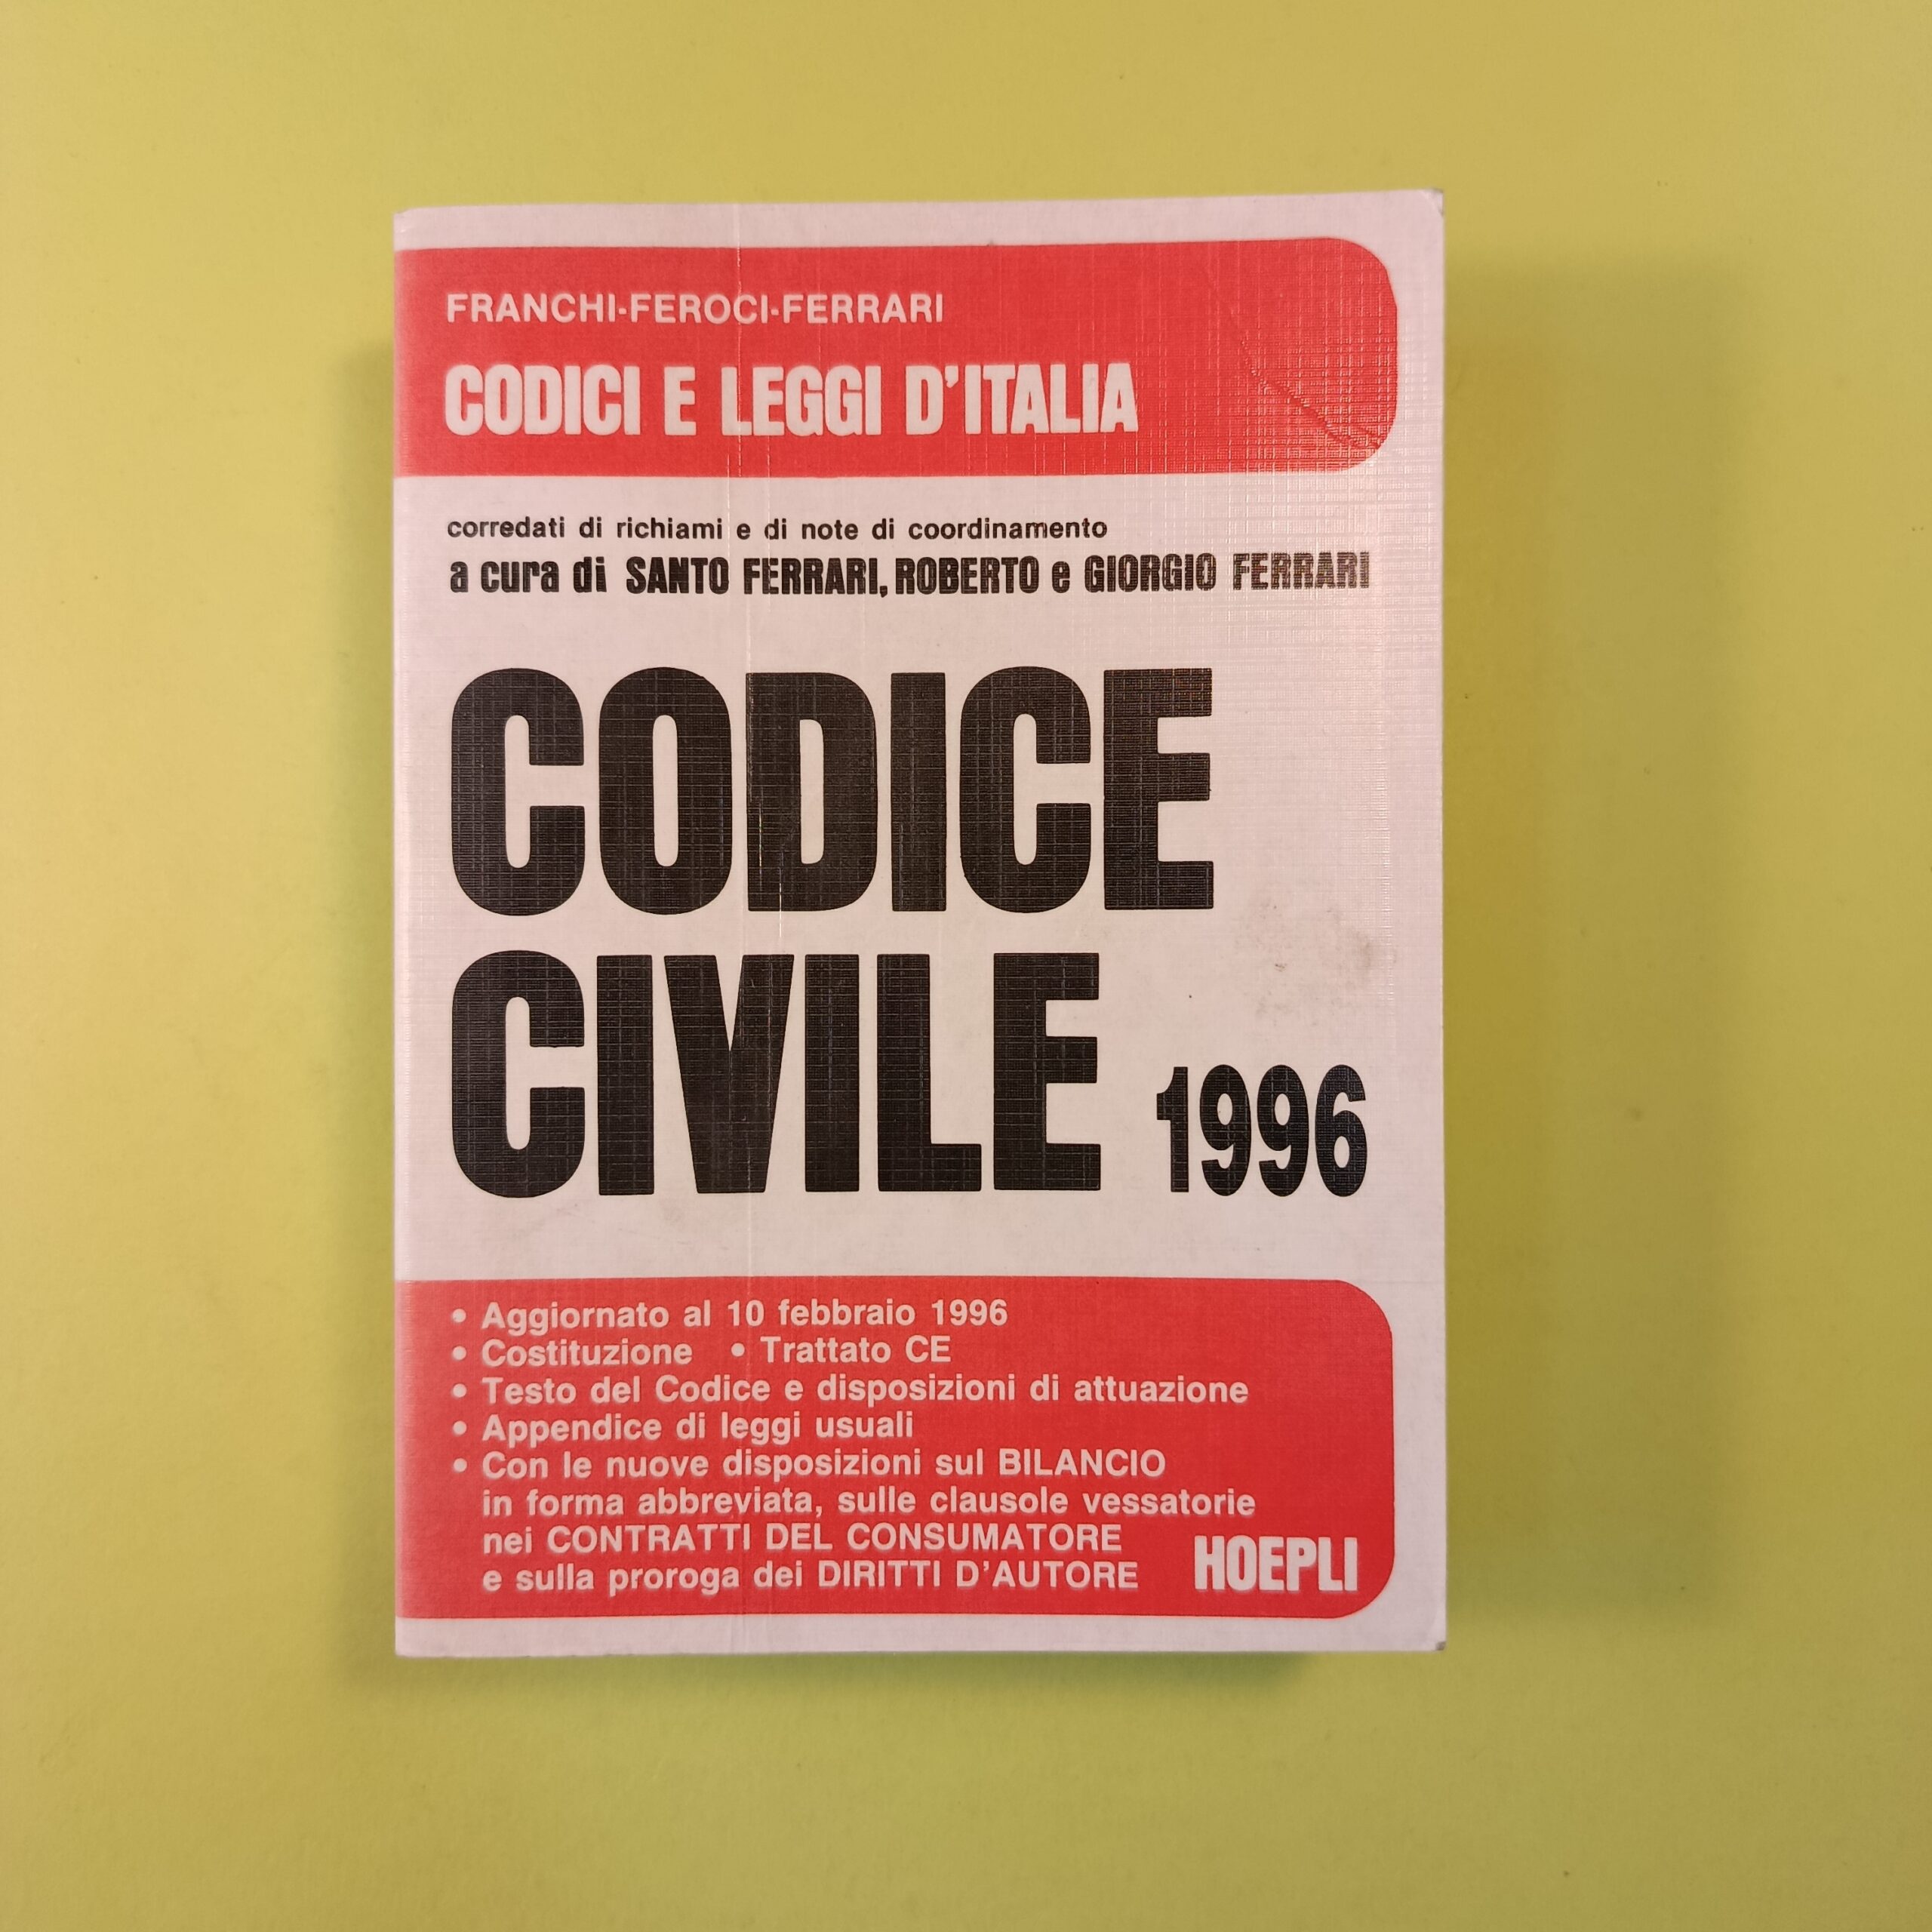 FRANCHI-FEROCI-FERRARI
CODICI E LEGGI D'ITALIA
corredati di richiami e di note di coordinamento
a cura di SANTO FERRARI, ROBERTO e GIORGIO FERRARI
CODICE
CIVILE 1996
• Aggiornato al 10 febbraio 1996
• Costituzione • Trattato CE
• Testo del Codice e disposizioni di attuazione
• Appendice di leggi usuali
• Con le nuove disposizioni sul BILANCIO
in forma abbreviata, sulle clausole vessatorie
nei CONTRATTI DEL CONSUMATORE
e sulla proroga dei DIRITTI D'AUTORE
HOEPLI